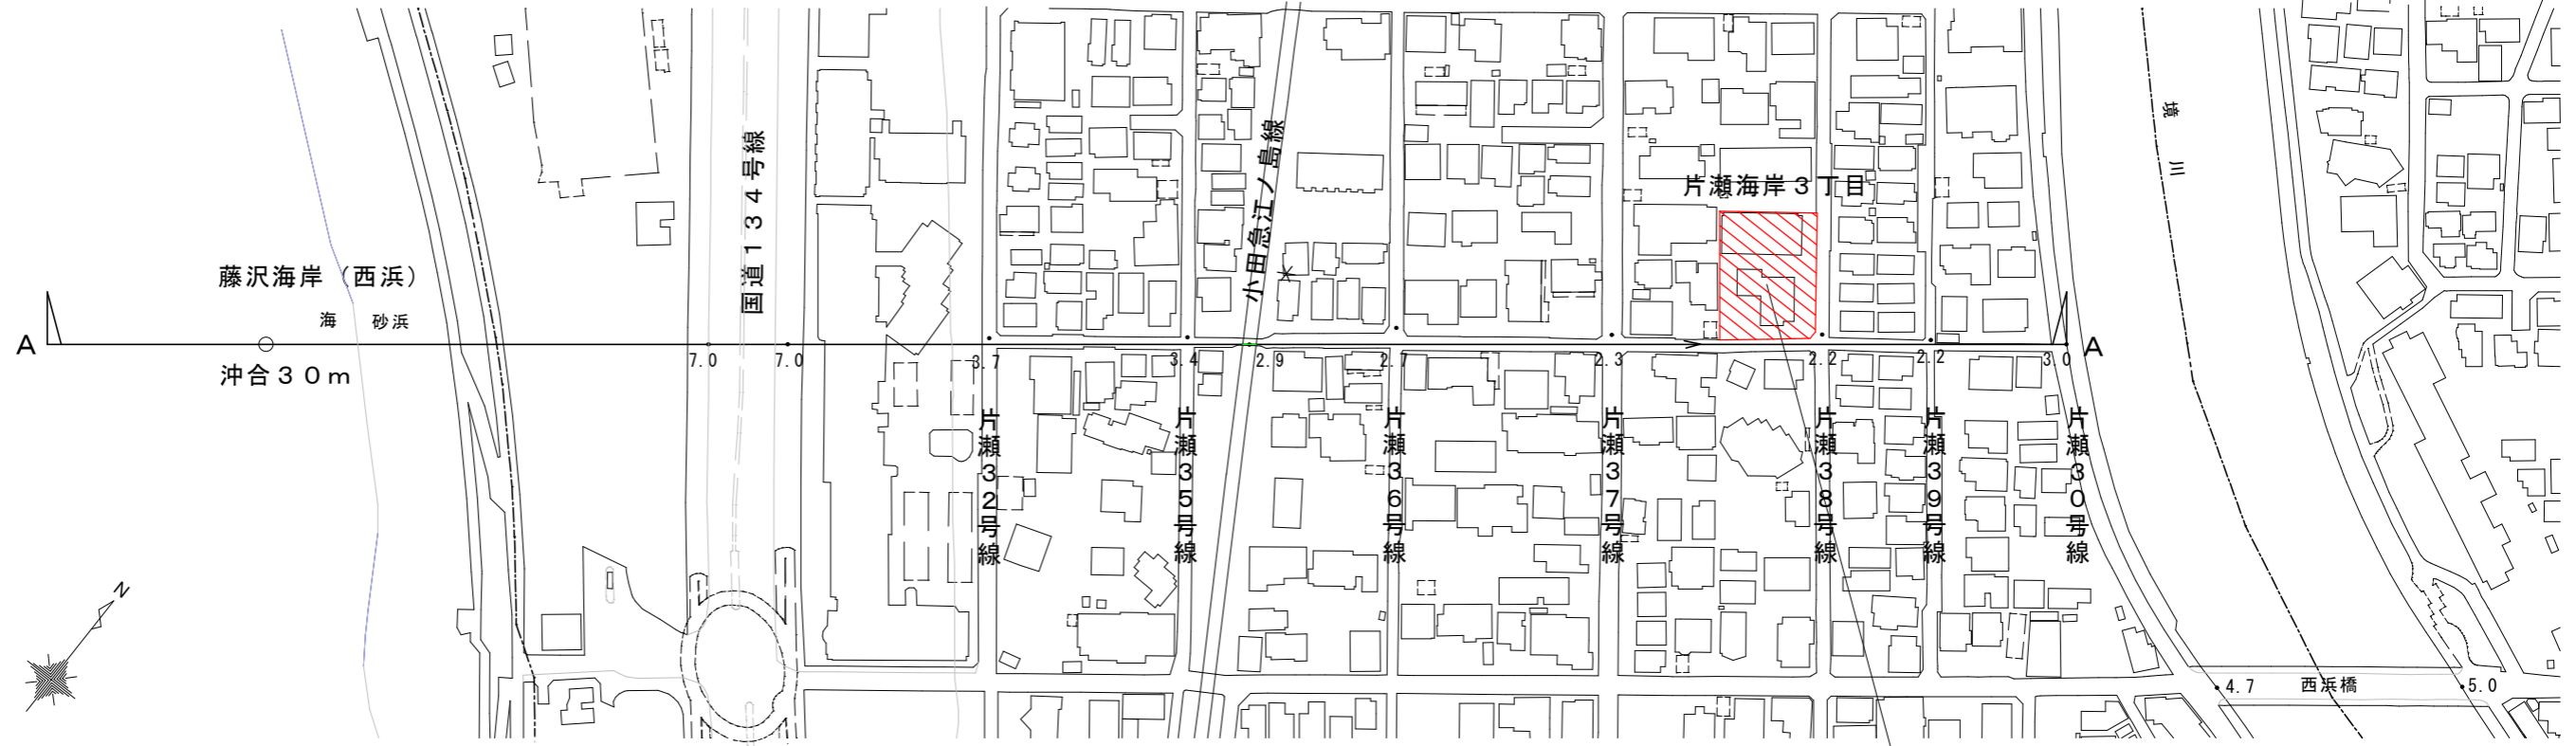 境川
国道１３４号線
小田急江ノ島線
片瀬海岸３丁目
藤沢海岸（西浜）
海
砂浜
A
A
沖合３０ｍ
7.0
7.0
3.7
3.4
2.9
2.7
2.3
2.2
2.2
3.0
片瀬３２号線
片瀬３５号線
片瀬３６号線
片瀬３７号線
片瀬３８号線
片瀬３９号線
片瀬３０号線
N
4.7
西浜橋
5.0